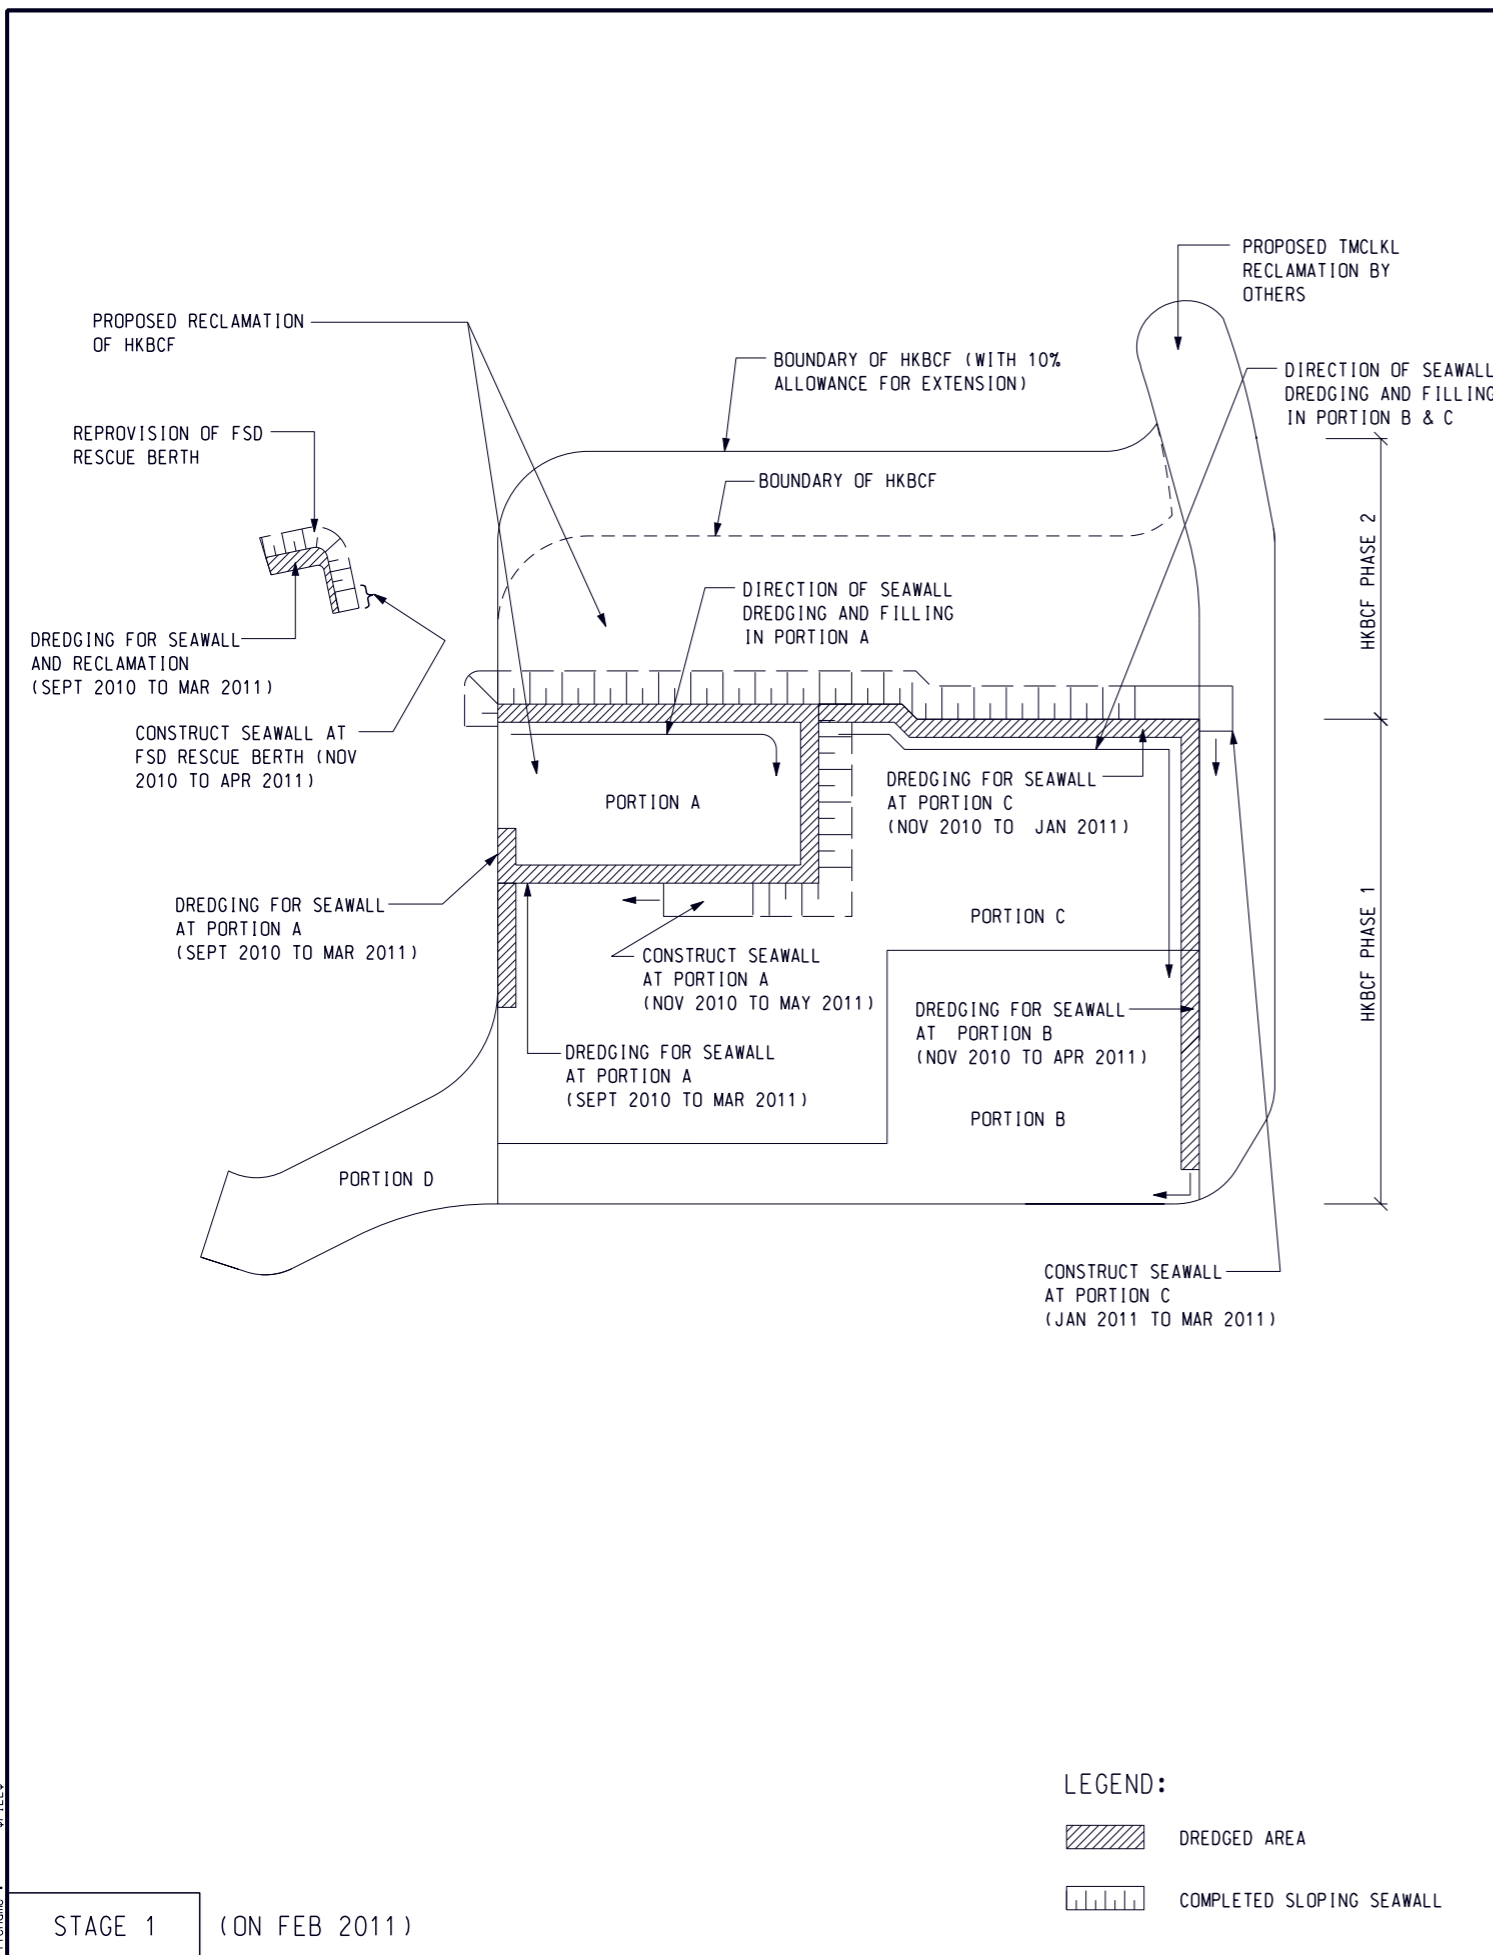 PROPOSED TMCLKL
RECLAMATION BY
OTHERS
PROPOSED RECLAMATION
OF HKBCF
BOUNDARY OF HKBCF (WITH 10%
ALLOWANCE FOR EXTENSION)
DIRECTION OF SEAWALL
DREDGING AND FILLING
IN PORTION B & C
REPROVISION OF FSD
RESCUE BERTH
BOUNDARY OF HKBCF
HKBCF PHASE 2
DIRECTION OF SEAWALL
DREDGING AND FILLING
IN PORTION A
DREDGING FOR SEAWALL
AND RECLAMATION
(SEPT 2010 TO MAR 2011)
CONSTRUCT SEAWALL AT
FSD RESCUE BERTH (NOV
2010 TO APR 2011)
PORTION A
DREDGING FOR SEAWALL
AT PORTION C
(NOV 2010 TO JAN 2011)
DREDGING FOR SEAWALL
AT PORTION A
(SEPT 2010 TO MAR 2011)
PORTION C
HKBCF PHASE 1
CONSTRUCT SEAWALL
AT PORTION A
(NOV 2010 TO MAY 2011)
DREDGING FOR SEAWALL
AT PORTION B
(NOV 2010 TO APR 2011)
DREDGING FOR SEAWALL
AT PORTION A
(SEPT 2010 TO MAR 2011)
PORTION B
PORTION D
CONSTRUCT SEAWALL
AT PORTION C
(JAN 2011 TO MAR 2011)
LEGEND:
DREDGED AREA
COMPLETED SLOPING SEAWALL
STAGE 1
(ON FEB 2011)